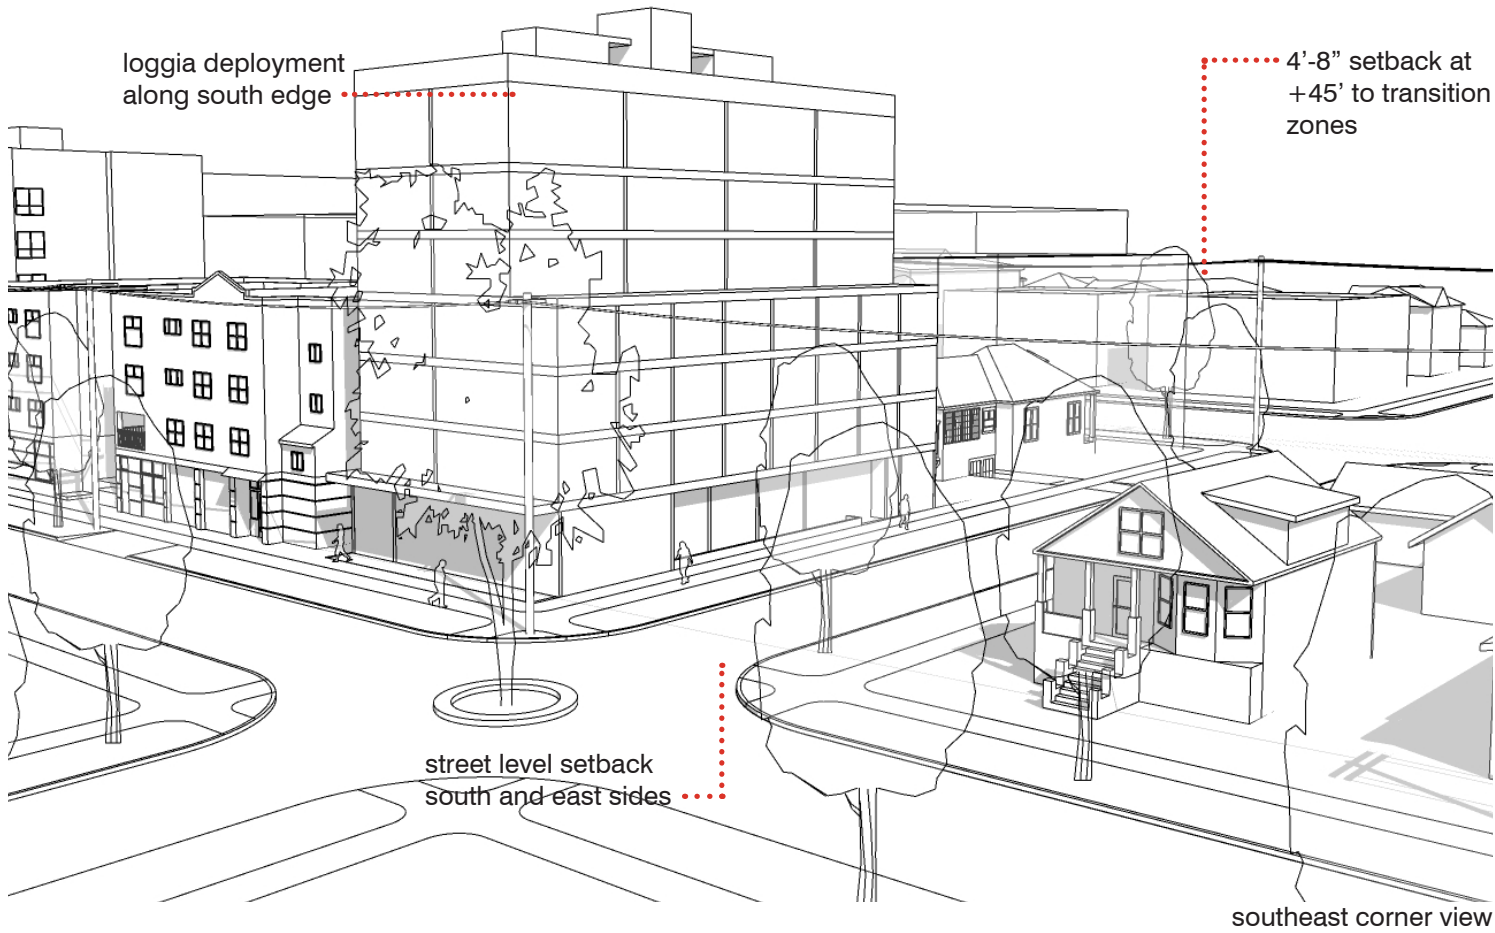 loggia deployment
along south edge
4’-8” setback at
+45’ to transition
zones
street level setback
south and east sides
southeast corner view